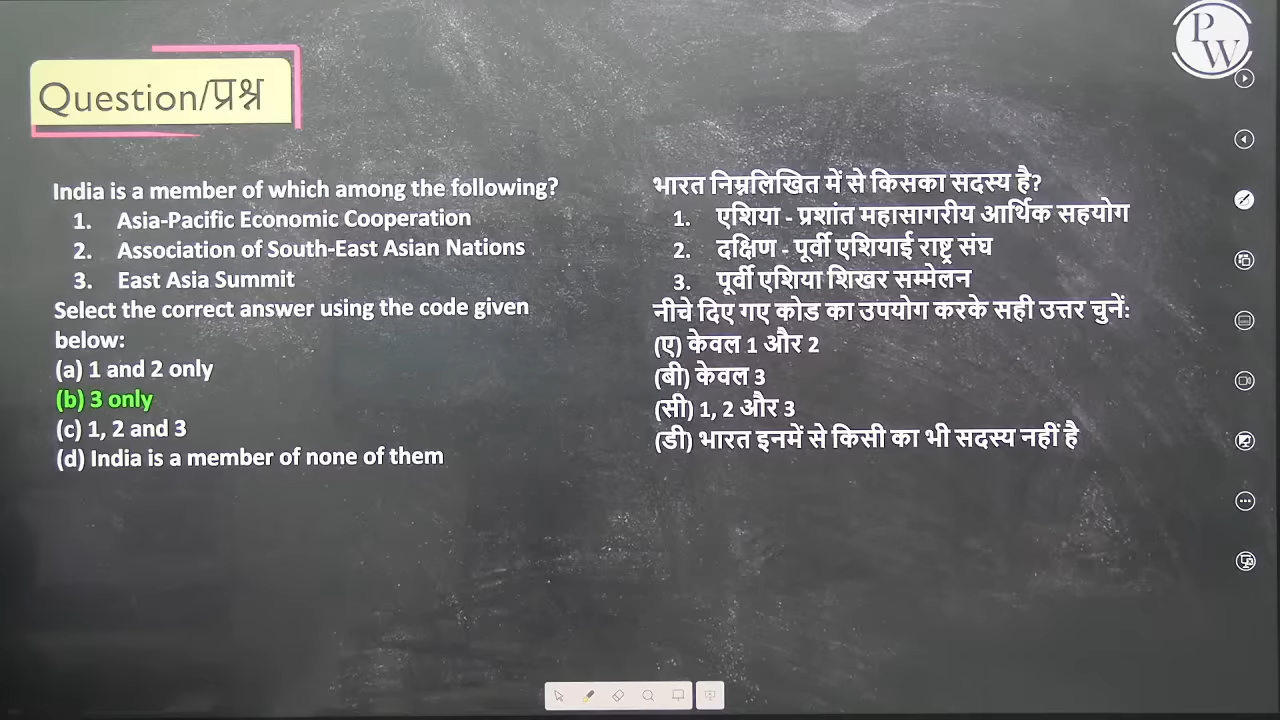 PW
Question/प्रश्न
India is a member of which among the following?
1. Asia-Pacific Economic Cooperation
2. Association of South-East Asian Nations
3. East Asia Summit
Select the correct answer using the code given
below:
(a) 1 and 2 only
(b) 3 only
(c) 1, 2 and 3
(d) India is a member of none of them
भारत निम्नलिखित में से किसका सदस्य है?
1. एशिया - प्रशांत महासागरीय आर्थिक सहयोग
2. दक्षिण - पूर्वी एशियाई राष्ट्र संघ
3. पूर्वी एशिया शिखर सम्मेलन
नीचे दिए गए कोड का उपयोग करके सही उत्तर चुनें:
(ए) केवल 1 और 2
(बी) केवल 3
(सी) 1, 2 और 3
(डी) भारत इनमें से किसी का भी सदस्य नहीं है